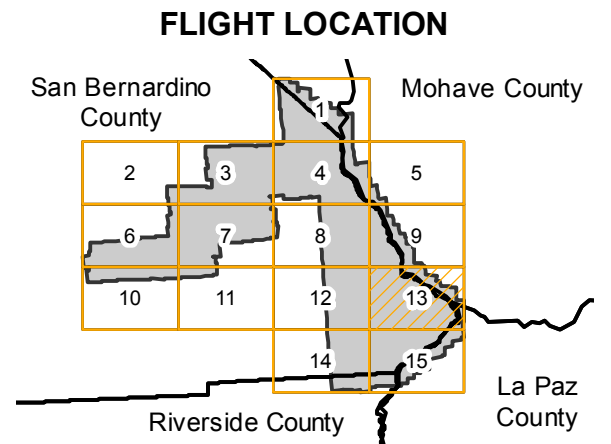 FLIGHT LOCATION
San Bernardino
County
Mohave County
1
2
3
4
5
6
7
8
9
10
11
12
13
14
15
Riverside County
La Paz
County